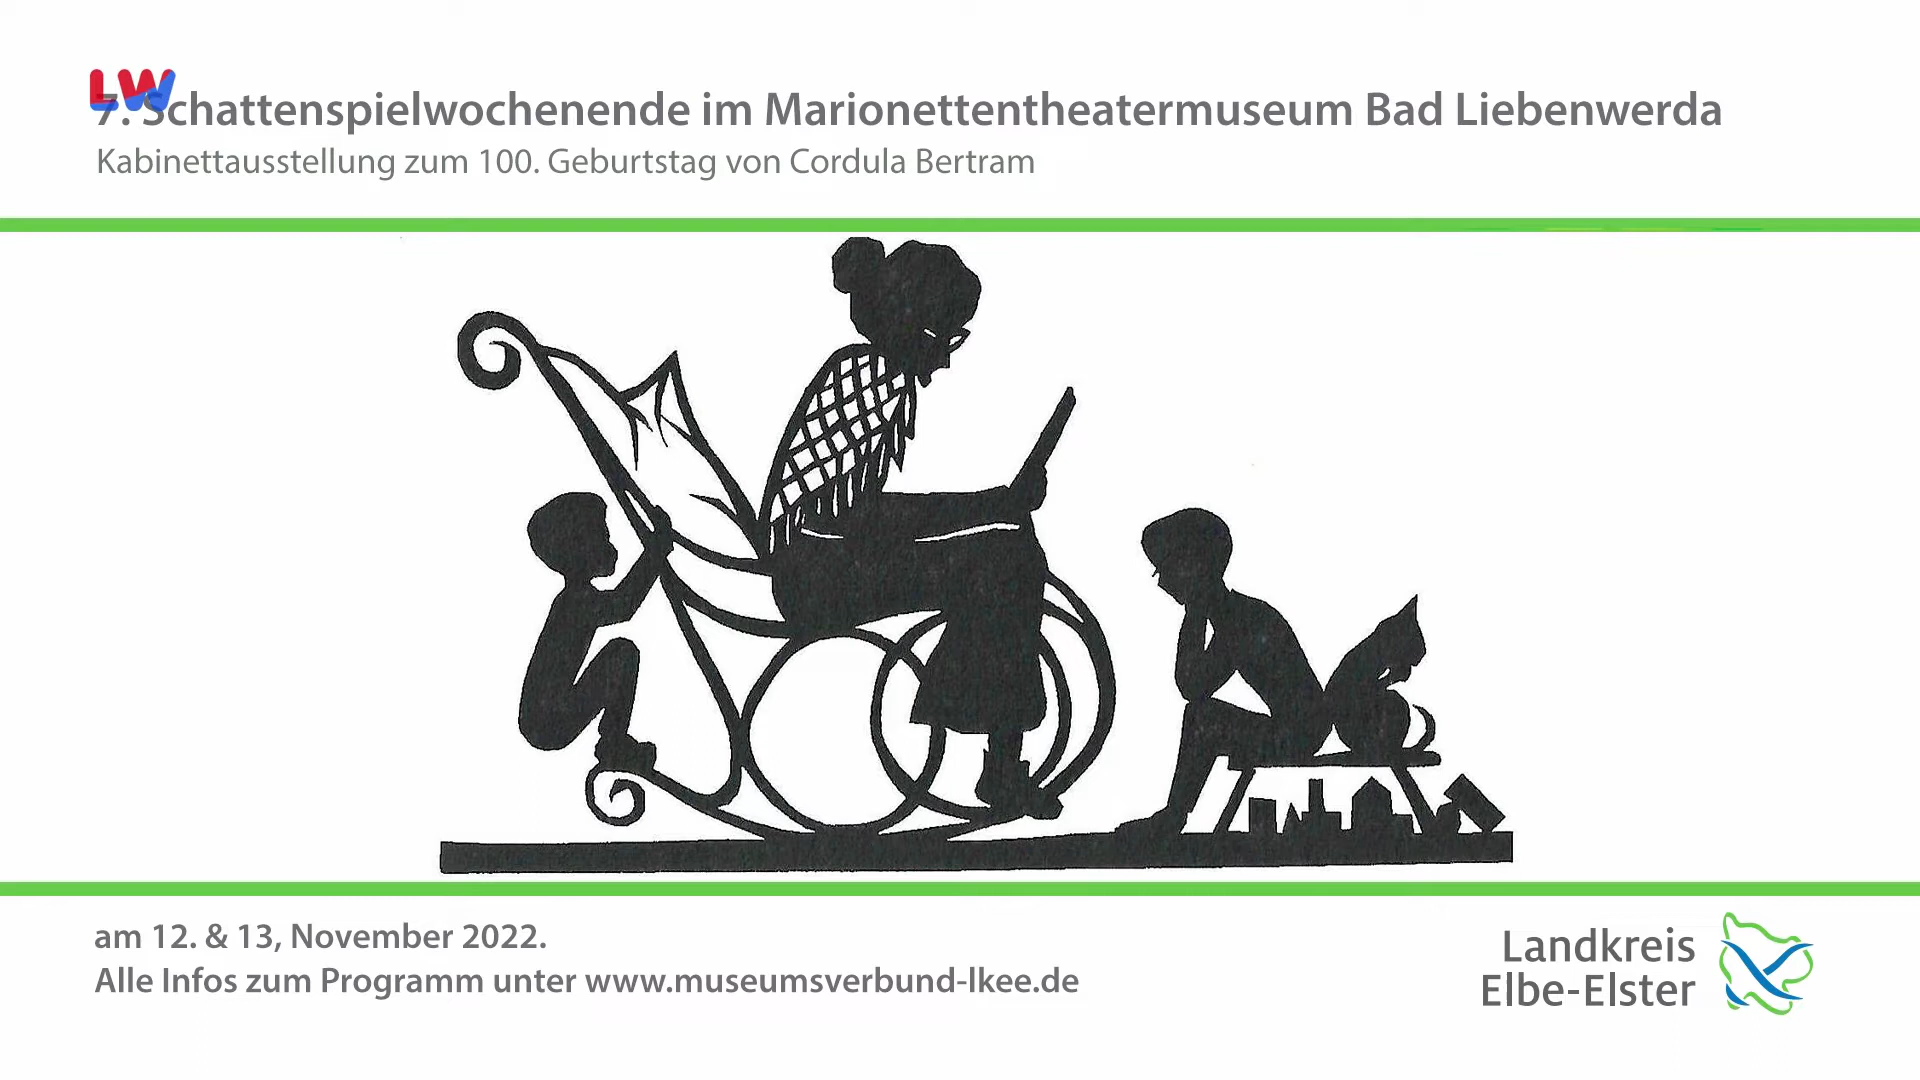 LW
7. Schattenspielwochenende im Marionettentheatermuseum Bad Liebenwerda
Kabinettausstellung zum 100. Geburtstag von Cordula Bertram
am 12. & 13, November 2022.
Alle Infos zum Programm unter www.museumsverbund-lkee.de
Landkreis
Elbe-Elster